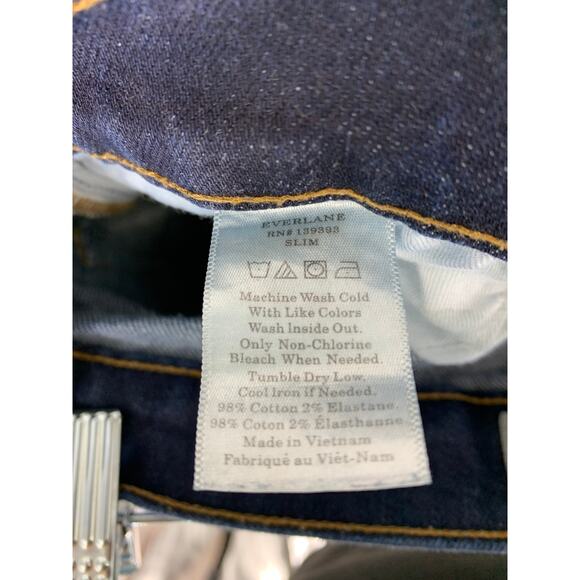 EVERLANE
RN# 139393
SLIM
Machine Wash Cold
With Like Colors
Wash Inside Out.
Only Non-Chlorine
Bleach When Needed.
Tumble Dry Low.
Cool Iron if Needed.
98% Cotton 2% Elastane.
98% Coton 2% Élasthanne
Made in Vietnam
Fabriqué au Viêt-Nam